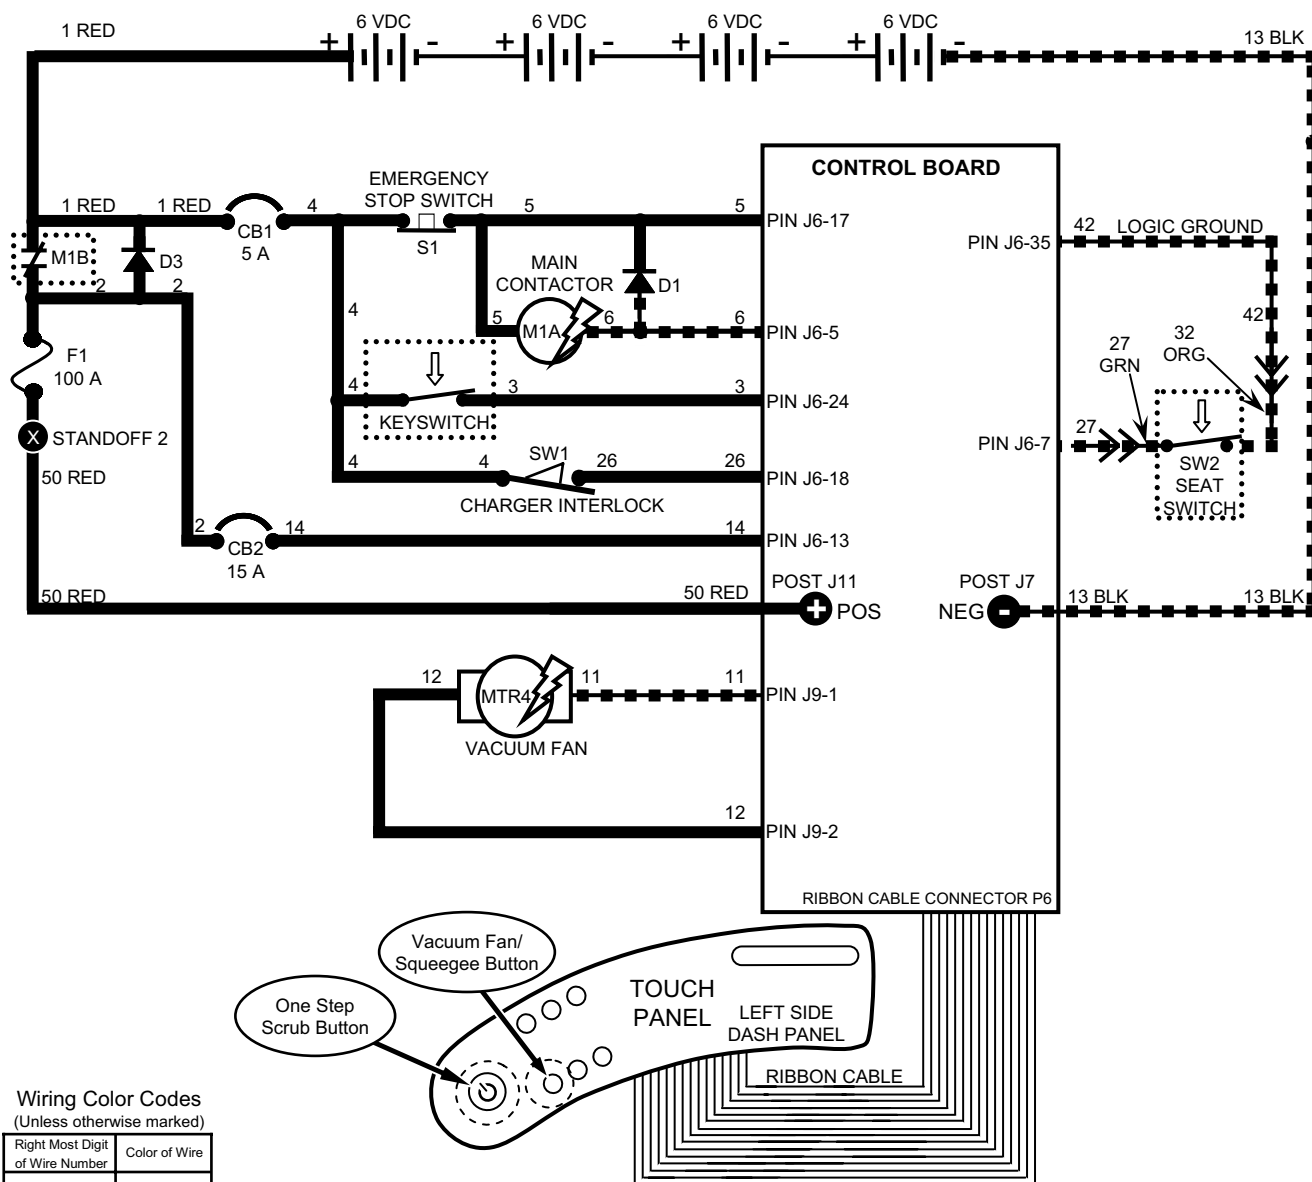 1 RED
6 VDC
6 VDC
6 VDC
6 VDC
13 BLK
+ - + - + - + -
CONTROL BOARD
EMERGENCY
STOP SWITCH
S1
1 RED
1 RED
CB1
5 A
4
5
5
PIN J6-17
M1B
D3
2
2
MAIN
CONTACTOR
D1
4
5
M1A
6
6
PIN J6-5
F1
100 A
4
3
3
PIN J6-24
KEYSWITCH
X
STANDOFF 2
50 RED
4
4
SW1
26
26
PIN J6-18
CHARGER INTERLOCK
2
CB2
15 A
14
14
PIN J6-13
50 RED
50 RED
POST J11
+
POS
POST J7
NEG
-
13 BLK
13 BLK
PIN J6-35
42
LOGIC GROUND
42
27
GRN
32
ORG
PIN J6-7
27
SW2
SEAT
SWITCH
12
MTR4
11
11
PIN J9-1
VACUUM FAN
12
PIN J9-2
RIBBON CABLE CONNECTOR P6
Vacuum Fan/
Squeegee Button
One Step
Scrub Button
TOUCH
PANEL
LEFT SIDE
DASH PANEL
RIBBON CABLE
Wiring Color Codes
(Unless otherwise marked)
Right Most Digit
of Wire Number
Color of Wire